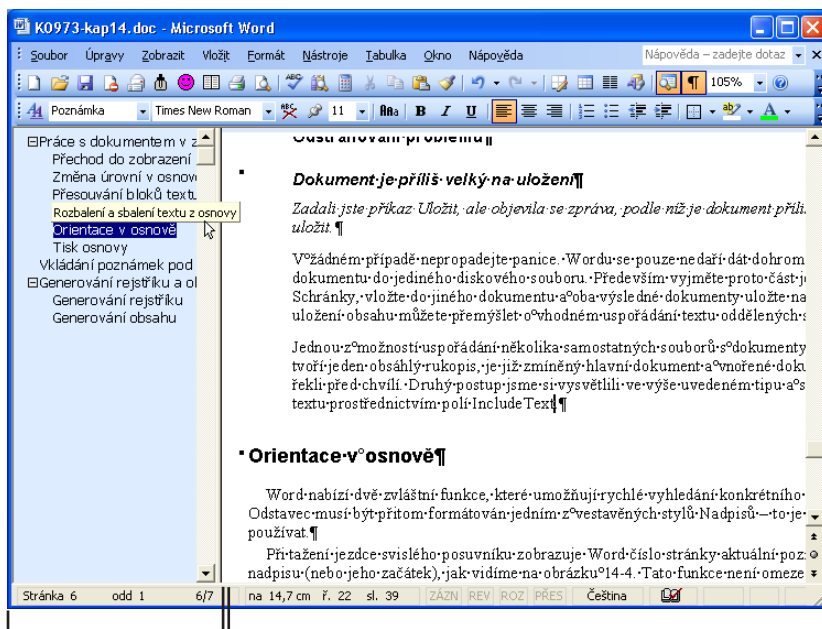 K0973-kap14.doc - Microsoft Word
Soubor Úpravy Zobrazit Vložit Formát Nástroje Tabulka Okno Nápověda Nápověda – zadejte dotaz
105%
Poznámka Times New Roman ABC 11 ABa B I U ab A
Práce s dokumentem v z
Přechod do zobrazení
Změna úrovní v osnov
Přesouvání bloků textu
Rozbalení a sbalení textu z osnovy
Orientace v osnově
Tisk osnovy
Vkládání poznámek pod
Generování rejstříku a ol
Generování rejstříku
Generování obsahu
Odstraňování·problémů¶
Dokument·je·příliš·velký·na·uložení¶
Zadali·jste·příkaz·Uložit,·ale·objevila·se·zpráva,·podle·níž·je·dokument·příli
uložit.¶
V°žádném·případě·nepropadejte·panice.·Wordu·se·pouze·nedaří·dát·dohrom
dokumentu·do·jediného·diskového·souboru.·Především·vyjměte·proto·část·j
Schránky,·vložte·do·jiného·dokumentu·a°oba·výsledné·dokumenty·uložte·na
uložení·obsahu·můžete·přemýšlet·o°vhodném·uspořádání·textu·oddělených·s
Jednou·z°možností·uspořádání·několika·samostatných·souborů·s°dokumenty
tvoří·jeden·obsáhlý·rukopis,·je·již·zmíněný·hlavní·dokument·a°vnořené·doku
řekli·před·chvílí.·Druhý·postup·jsme·si·vysvětlili·ve·výše·uvedeném·tipu·a°s
textu·prostřednictvím·polí·IncludeText.¶
Orientace·v°osnově¶
Word·nabízí·dvě·zvláštní·funkce,·které·umožňují·rychlé·vyhledání·konkrétního·
Odstavec·musí·být·přitom·formátován·jedním·z°vestavěných·stylů·Nadpisů·–·to·je·
používat.¶
Při·tažení·jezdce·svislého·posuvníku·zobrazuje·Word·číslo·stránky·aktuální·poz
nadpisu·(nebo·jeho·začátek),·jak·vidíme·na·obrázku°14-4.·Tato·funkce·není·omeze
Stránka 6 odd 1 6/7 na 14,7 cm ř. 22 sl. 39 ZÁZN REV ROZ PŘES Čeština